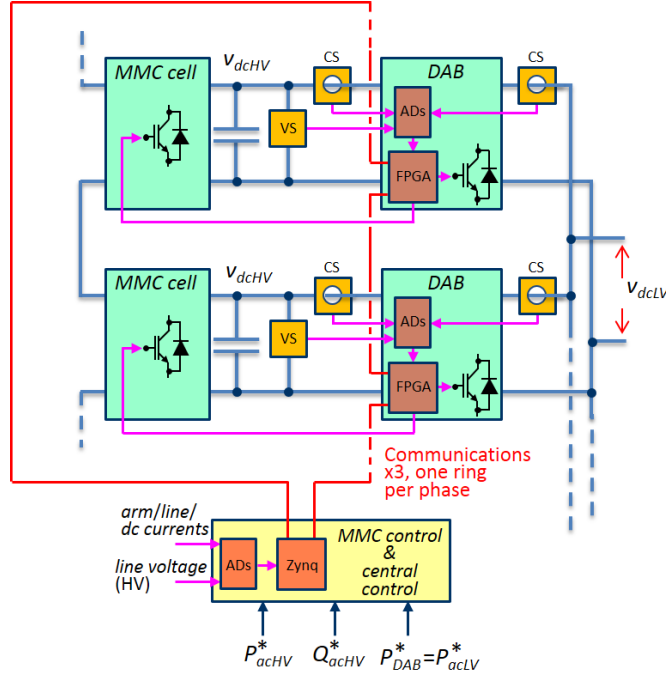 MMC cell
v_dcHV
CS
DAB
CS
ADs
VS
FPGA
MMC cell
v_dcHV
CS
DAB
CS
v_dcLV
ADs
VS
FPGA
Communications
x3, one ring
per phase
arm/line/
dc currents
line voltage
(HV)
ADs
Zynq
MMC control
&
central
control
P*_acHV
Q*_acHV
P*_DAB=P*_acLV